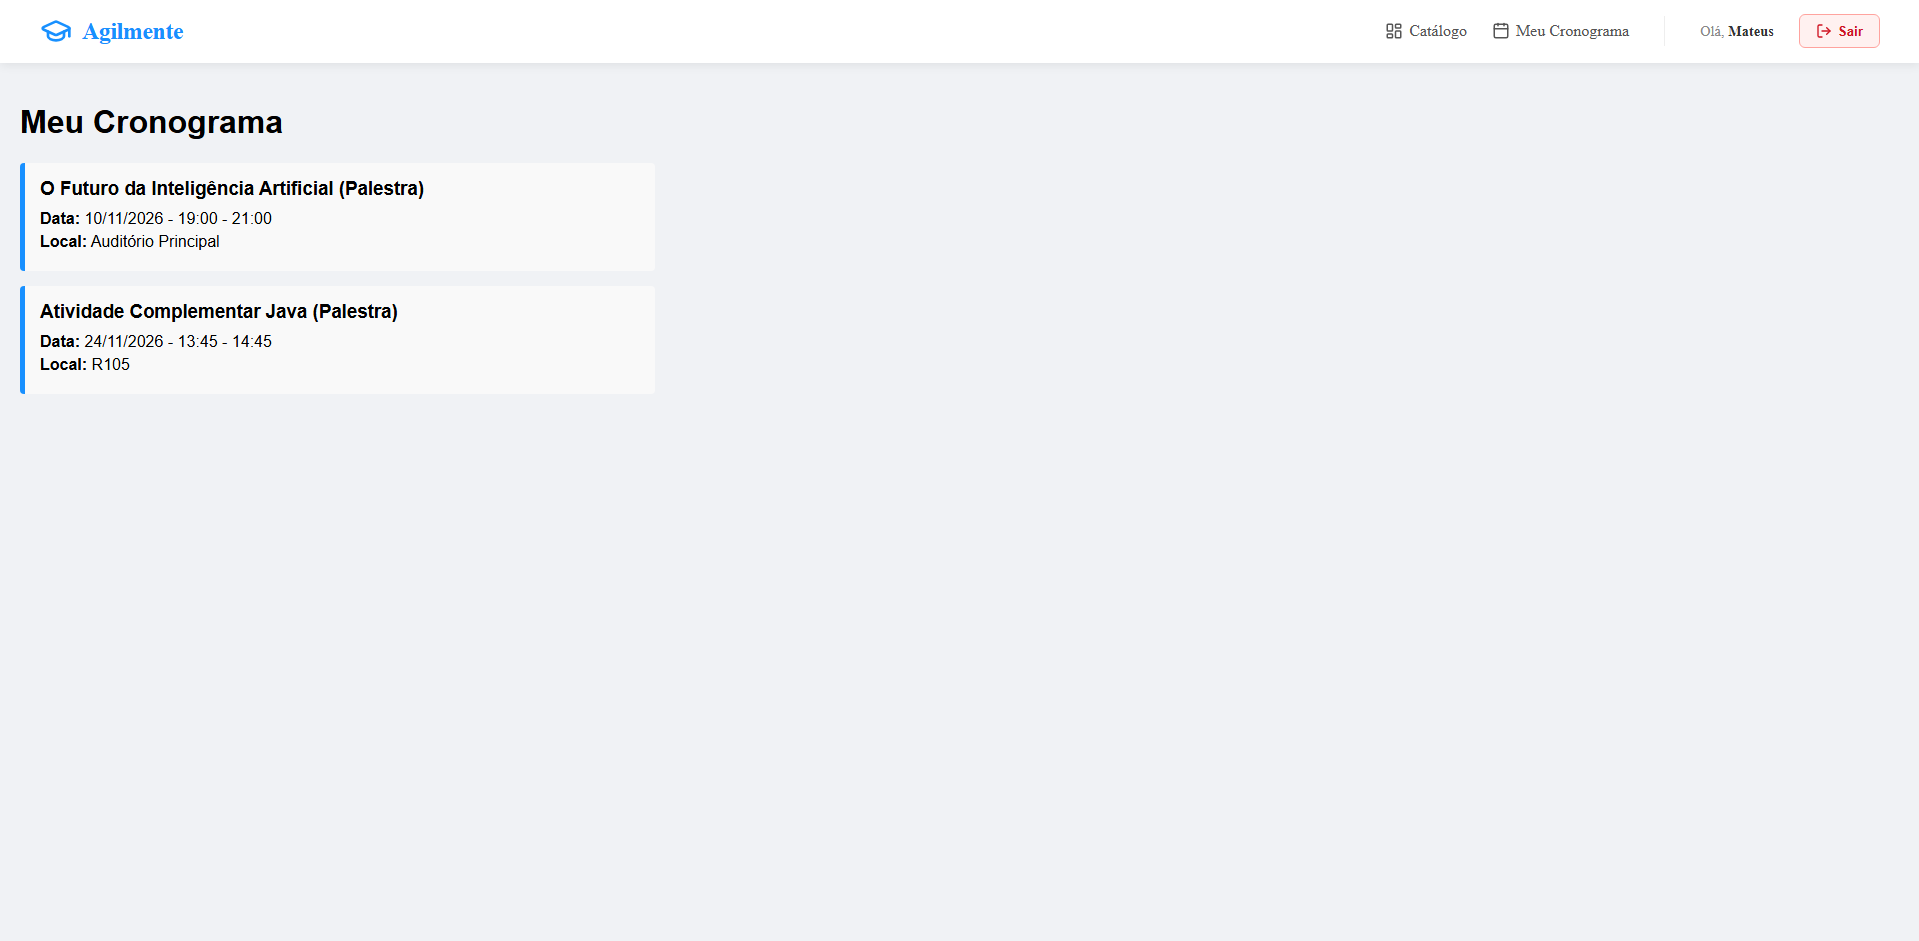 Agilmente
Catálogo
Meu Cronograma
Olá, Mateus
Sair
Meu Cronograma
O Futuro da Inteligência Artificial (Palestra)
Data: 10/11/2026 - 19:00 - 21:00
Local: Auditório Principal
Atividade Complementar Java (Palestra)
Data: 24/11/2026 - 13:45 - 14:45
Local: R105